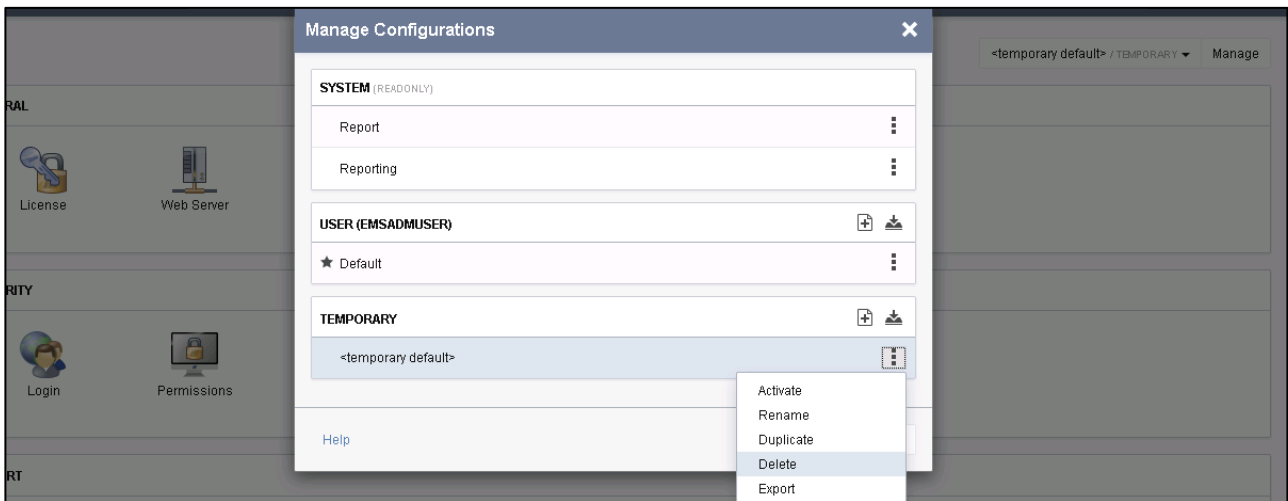 Manage Configurations
<temporary default> / TEMPORARY Manage
SYSTEM (READONLY)
RAL
Report
Reporting
License
Web Server
USER (EMSADMUSER)
Default
RITY
TEMPORARY
<temporary default>
Login
Permissions
Activate
Rename
Duplicate
Delete
Export
Help
RT